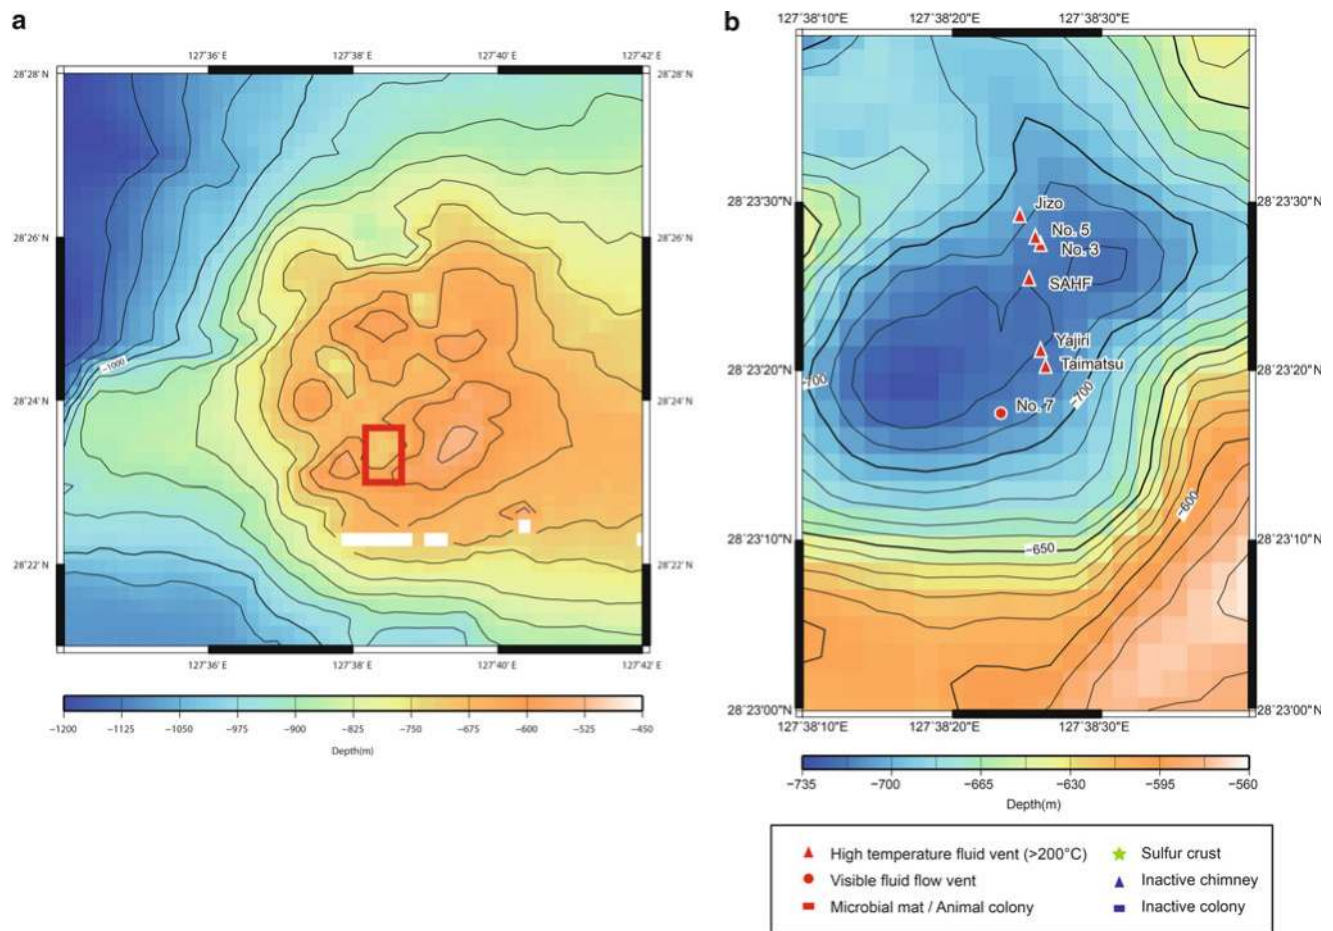 a
127°36' E 127°38' E 127°40' E 127°42' E
28°28' N 28°28' N
28°26' N 28°26' N
-1000
28°24' N 28°24' N
28°22' N 28°22' N
127°36' E 127°38' E 127°40' E 127°42' E
-1200 -1125 -1050 -975 -900 -825 -750 -675 -600 -525 -450
Depth(m)
b
127°38'10"E 127°38'20"E 127°38'30"E
28°23'30"N 28°23'30"N
Jizo
No. 5
No. 3
SAHF
Yajiri
Taimatsu
28°23'20"N 28°23'20"N
-700
-700
No. 7
-600
28°23'10"N 28°23'10"N
-650
28°23'00"N 28°23'00"N
127°38'10"E 127°38'20"E 127°38'30"E
-735 -700 -665 -630 -595 -560
Depth(m)
High temperature fluid vent (>200°C)
Visible fluid flow vent
Microbial mat / Animal colony
Sulfur crust
Inactive chimney
Inactive colony